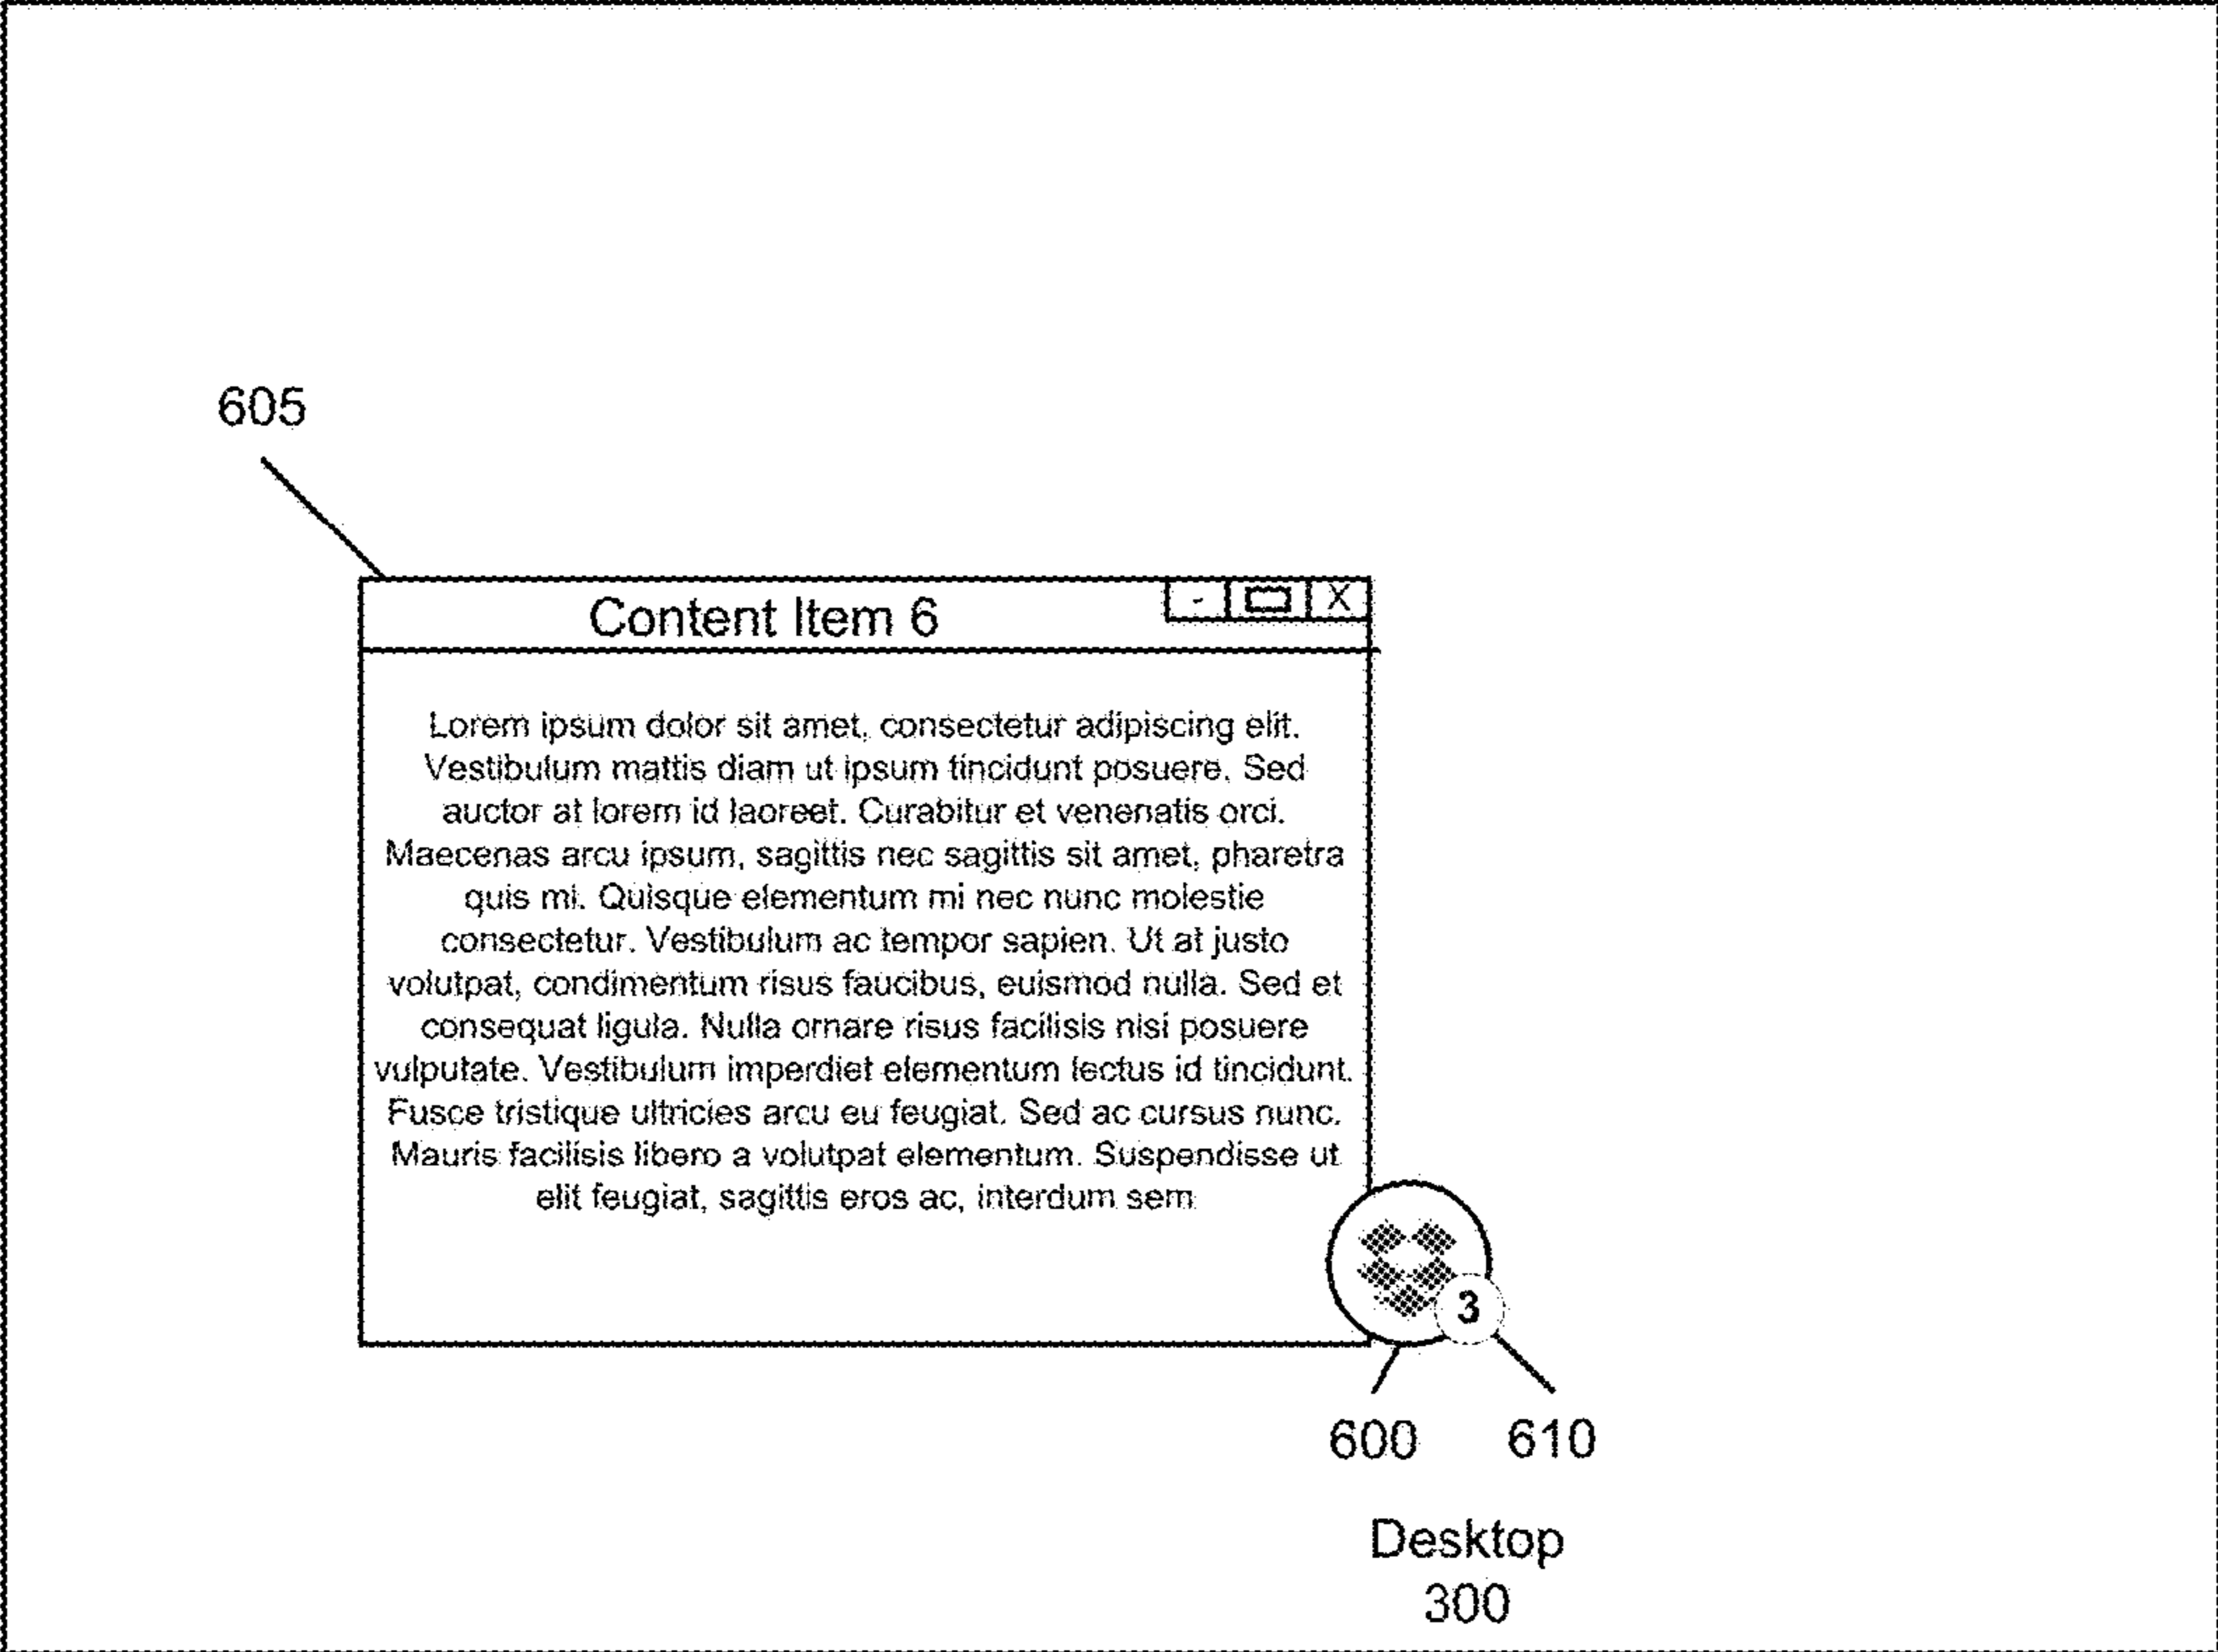 605
Content Item 6
- X
Lorem ipsum dolor sit amet, consectetur adipiscing elit.
Vestibulum mattis diam ut ipsum tincidunt posuere. Sed
auctor at lorem id laoreet. Curabitur et venenatis orci.
Maecenas arcu ipsum, sagittis nec sagittis sit amet, pharetra
quis mi. Quisque elementum mi nec nunc molestie
consectetur. Vestibulum ac tempor sapien. Ut at justo
volutpat, condimentum risus faucibus, euismod nulla. Sed et
consequat ligula. Nulla ornare risus facilisis nisi posuere
vulputate. Vestibulum imperdiet elementum lectus id tincidunt.
Fusce tristique ultricies arcu eu feugiat. Sed ac cursus nunc.
Mauris facilisis libero a volutpat elementum. Suspendisse ut
elit feugiat, sagittis eros ac, interdum sem
3
600 610
Desktop
300